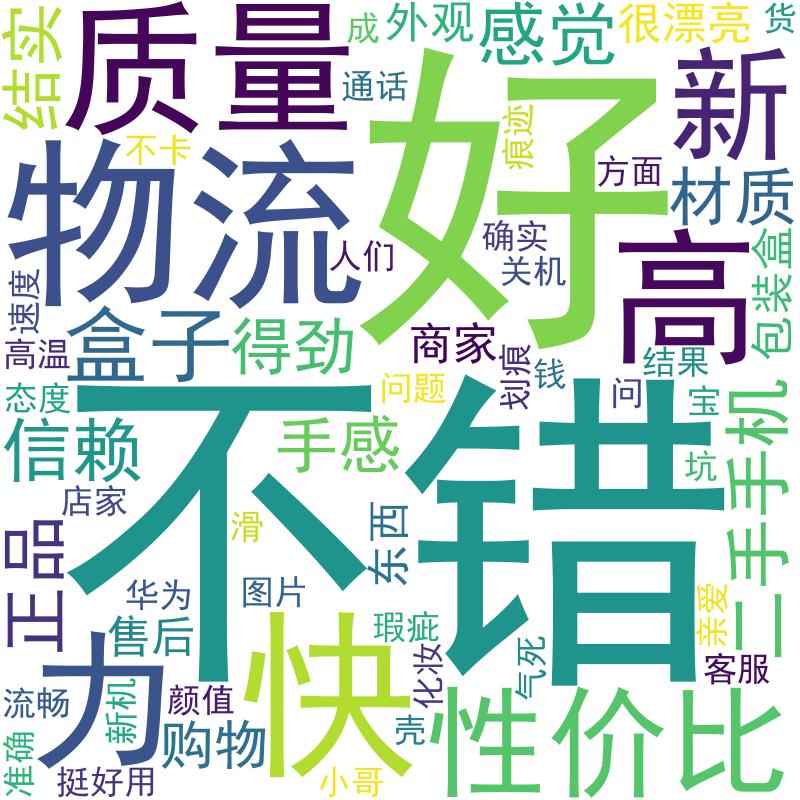 结实
质量
成
外观
感觉
很漂亮
货
通话
好
新
不卡
痕迹
方面
物流
材质
人们
确实
关机
高
包装盒
速度
高温
盒子
得劲
商家
划痕
钱
结果
问题
问
态度
宝
二手手机
信赖
手感
不错
坑
店家
滑
东西
正品
华为
图片
售后
快
瑕疵
亲爱
力
化妆
气死
客服
流畅
新机
颜值
购物
壳
性价比
准确
挺好用
小哥